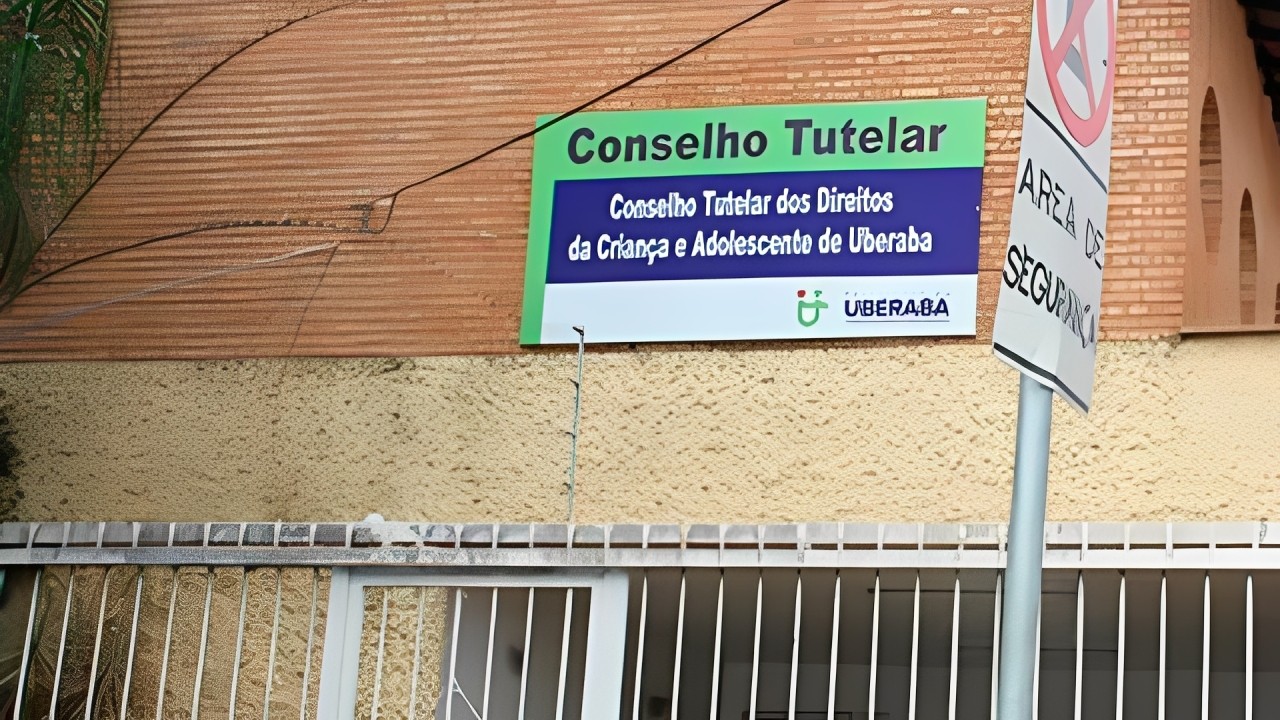 Conselho Tutelar
Conselho Tutelar dos Direitos
da Criança e Adolescente de Uberaba
UBERABA
ÁREA DE
SEGURANÇA